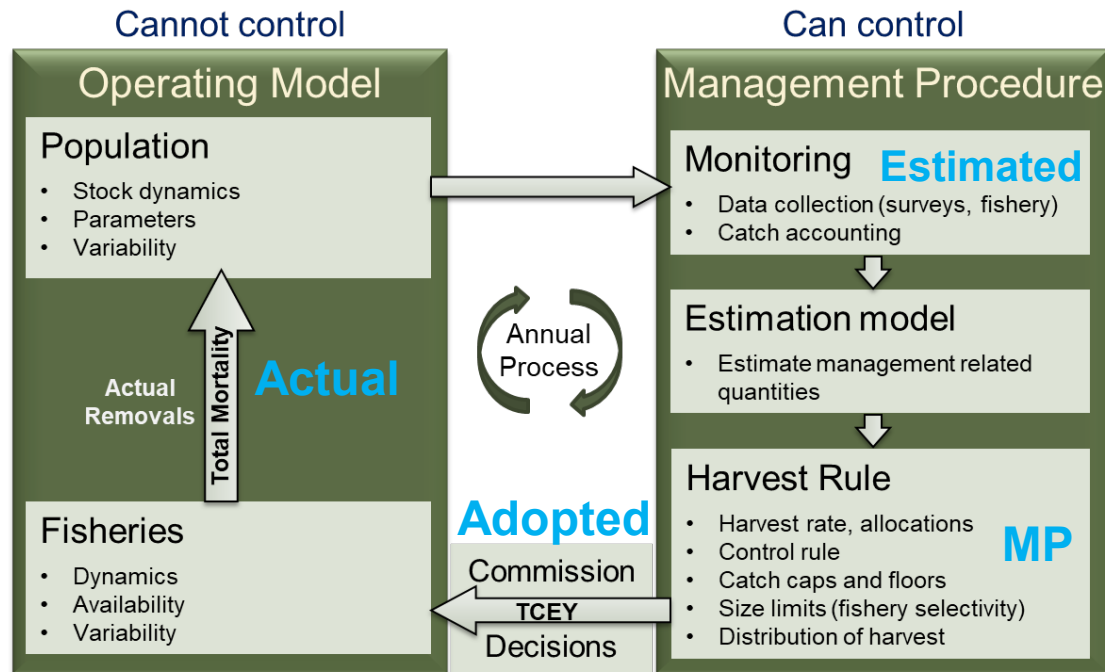 Cannot control
Can control
Operating Model
Population
• Stock dynamics
• Parameters
• Variability
Total Mortality
Actual
Removals
Actual
Fisheries
• Dynamics
• Availability
• Variability
Annual
Process
Adopted
Commission
TCEY
Decisions
Management Procedure
Monitoring
Estimated
• Data collection (surveys, fishery)
• Catch accounting
Estimation model
• Estimate management related
quantities
Harvest Rule
• Harvest rate, allocations
• Control rule
• Catch caps and floors
• Size limits (fishery selectivity)
• Distribution of harvest
MP